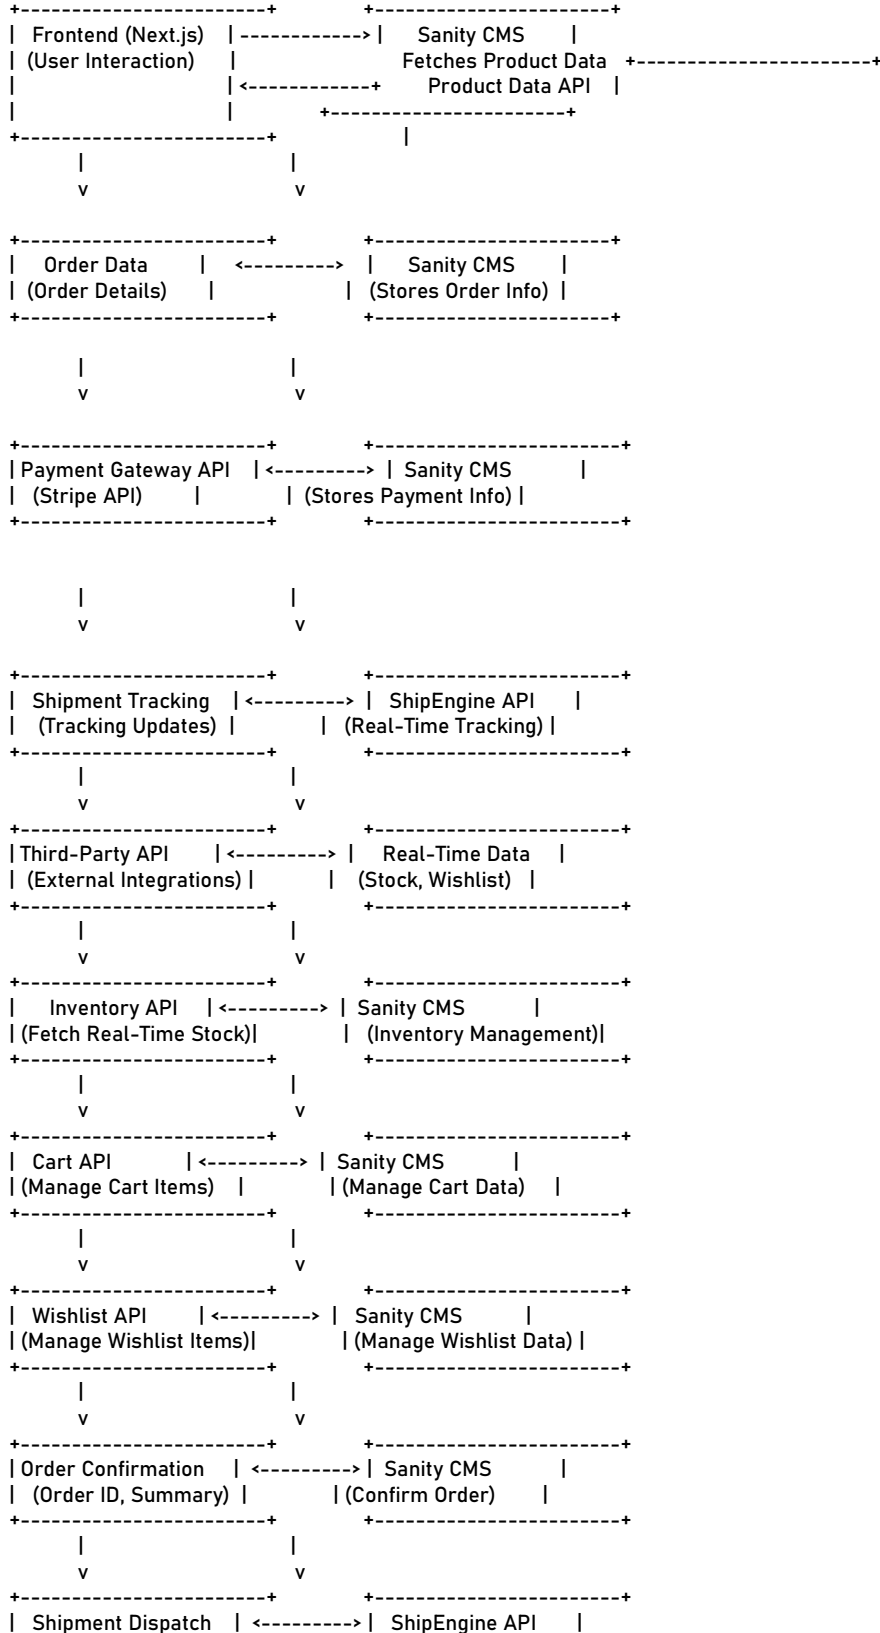 +------------------------+ +-----------------------+
| Frontend (Next.js) | ------------> | Sanity CMS |
| (User Interaction) | Fetches Product Data +-----------------------+
| | <------------+ Product Data API |
| | +-----------------------+
+------------------------+ |
| |
v v
+------------------------+ +-----------------------+
| Order Data | <---------> | Sanity CMS |
| (Order Details) | | (Stores Order Info) |
+------------------------+ +-----------------------+
| |
v v
+------------------------+ +------------------------+
| Payment Gateway API | <---------> | Sanity CMS |
| (Stripe API) | | (Stores Payment Info) |
+------------------------+ +------------------------+
| |
v v
+------------------------+ +------------------------+
| Shipment Tracking | <---------> | ShipEngine API |
| (Tracking Updates) | | (Real-Time Tracking) |
+------------------------+ +------------------------+
| |
v v
+------------------------+ +------------------------+
| Third-Party API | <---------> | Real-Time Data |
| (External Integrations) | | (Stock, Wishlist) |
+------------------------+ +------------------------+
| |
v v
+------------------------+ +------------------------+
| Inventory API | <---------> | Sanity CMS |
| (Fetch Real-Time Stock)| | (Inventory Management)|
+------------------------+ +------------------------+
| |
v v
+------------------------+ +------------------------+
| Cart API | <---------> | Sanity CMS |
| (Manage Cart Items) | | (Manage Cart Data) |
+------------------------+ +------------------------+
| |
v v
+------------------------+ +------------------------+
| Wishlist API | <---------> | Sanity CMS |
| (Manage Wishlist Items)| | (Manage Wishlist Data) |
+------------------------+ +------------------------+
| |
v v
+------------------------+ +------------------------+
| Order Confirmation | <---------> | Sanity CMS |
| (Order ID, Summary) | | (Confirm Order) |
+------------------------+ +------------------------+
| |
v v
+------------------------+ +------------------------+
| Shipment Dispatch | <---------> | ShipEngine API |